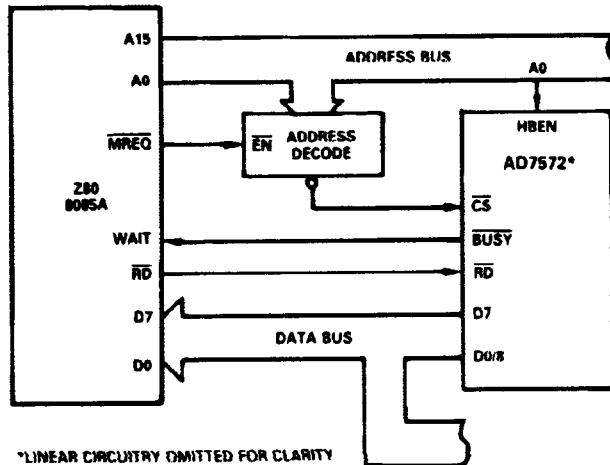 A15
ADDRESS BUS
A0
A0
HBEN
MREQ
EN
ADDRESS
DECODE
AD7572*
Z80
8085A
CS
WAIT
BUSY
RD
RD
D7
D7
DATA BUS
D0
D0/8
*LINEAR CIRCUITRY OMITTED FOR CLARITY